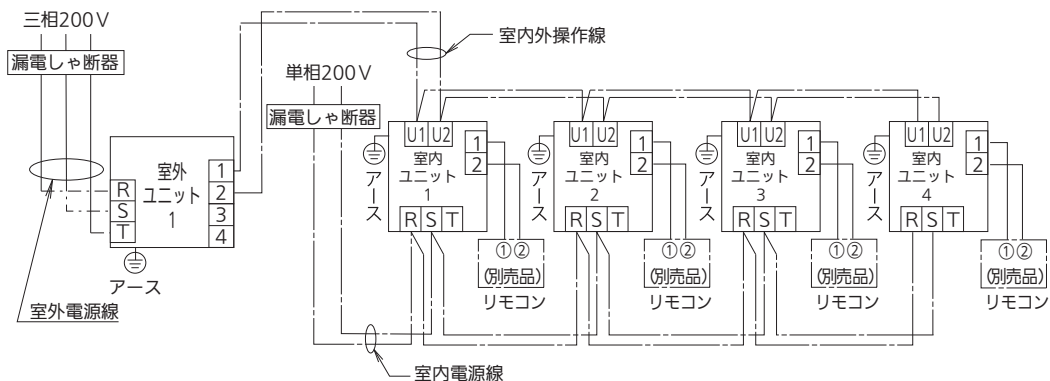 三相200V
漏電しゃ断器
室外
ユニット
1
R
S
T
1
2
3
4
アース
室外電源線
室内外操作線
単相200V
漏電しゃ断器
U1 U2
1
2
室内
ユニット
1
アース
R S T
①②
(別売品)
リモコン
U1 U2
1
2
室内
ユニット
2
アース
R S T
①②
(別売品)
リモコン
U1 U2
1
2
室内
ユニット
3
アース
R S T
①②
(別売品)
リモコン
U1 U2
1
2
室内
ユニット
4
アース
R S T
①②
(別売品)
リモコン
室内電源線